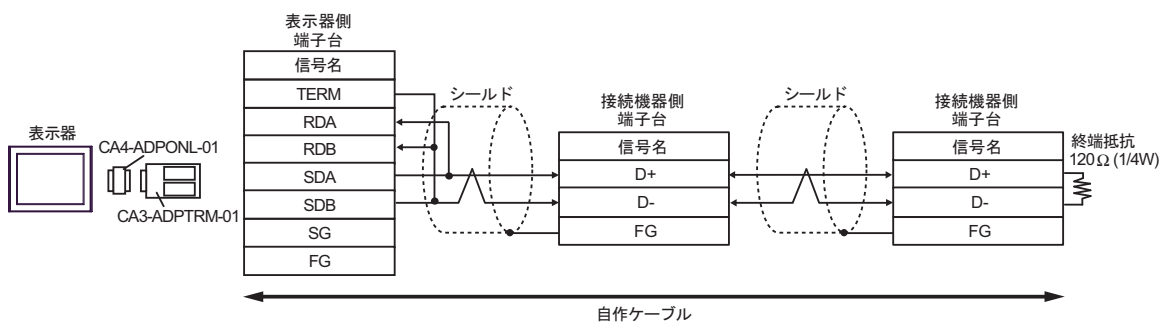 表示器
CA4-ADPONL-01
CA3-ADPTRM-01
表示器側
端子台
信号名
TERM
RDA
RDB
SDA
SDB
SG
FG
シールド
接続機器側
端子台
信号名
D+
D-
FG
シールド
接続機器側
端子台
信号名
D+
D-
FG
終端抵抗
120Ω (1/4W)
自作ケーブル